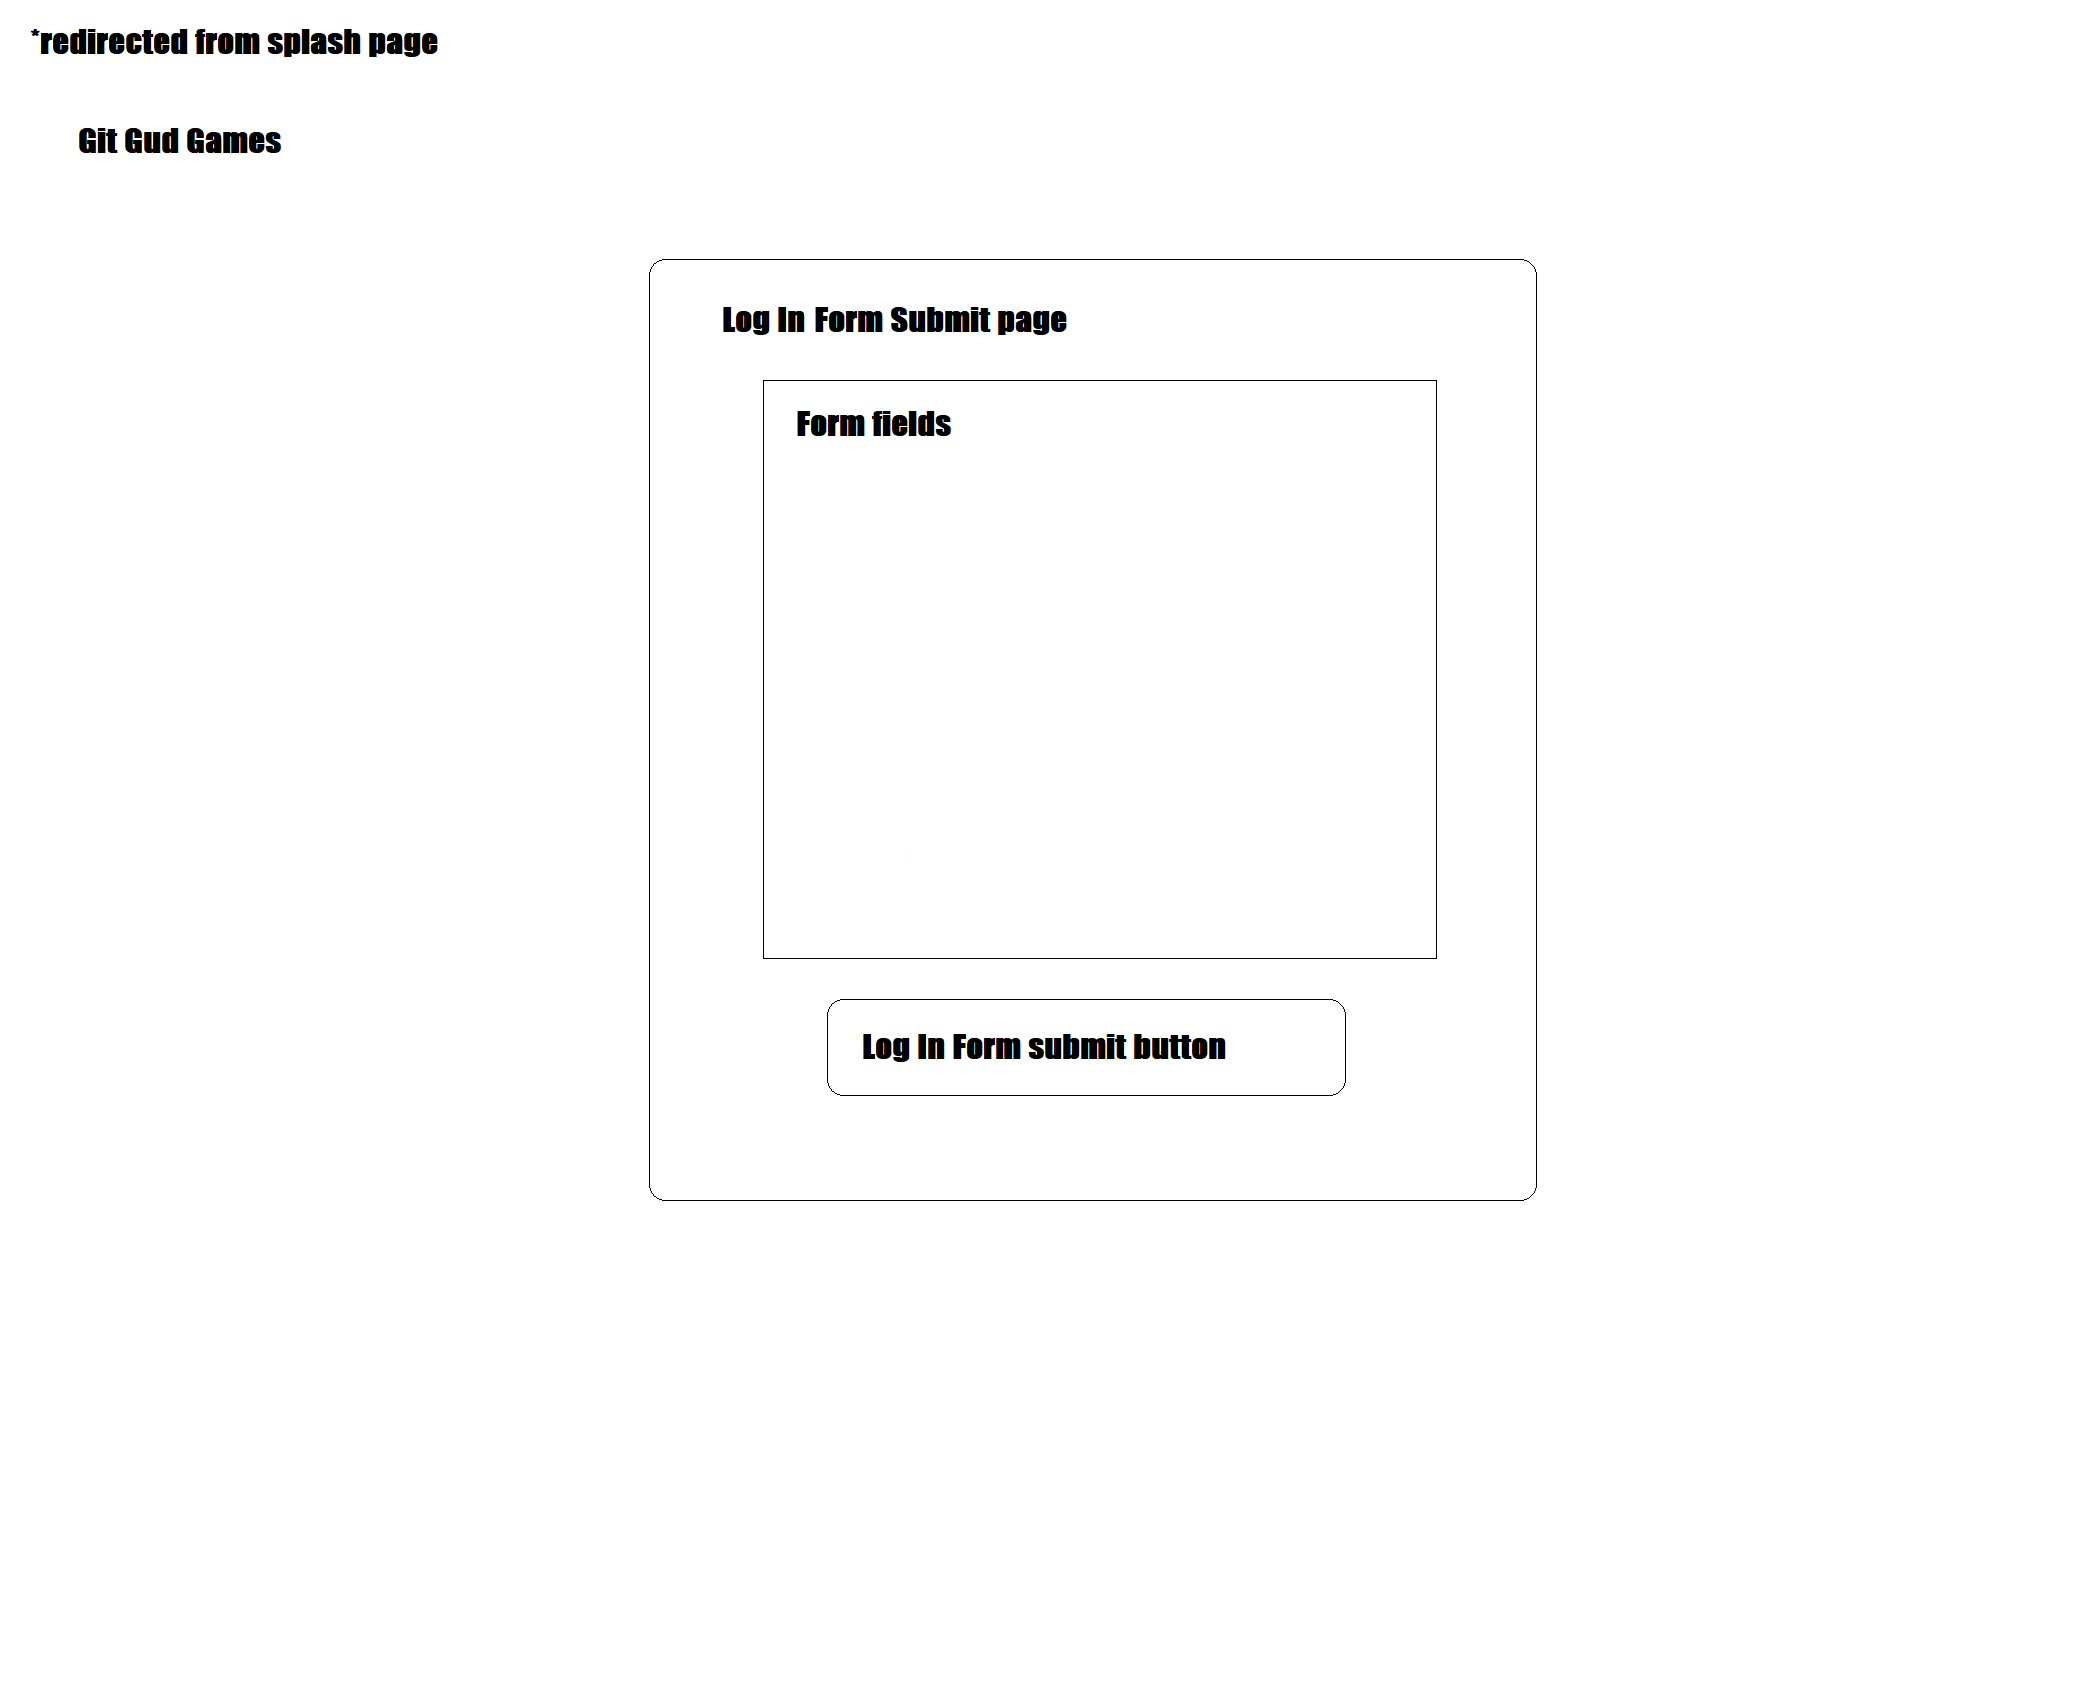 *redirected from splash page
Git Gud Games
Log In Form Submit page
Form fields
Log In Form submit button